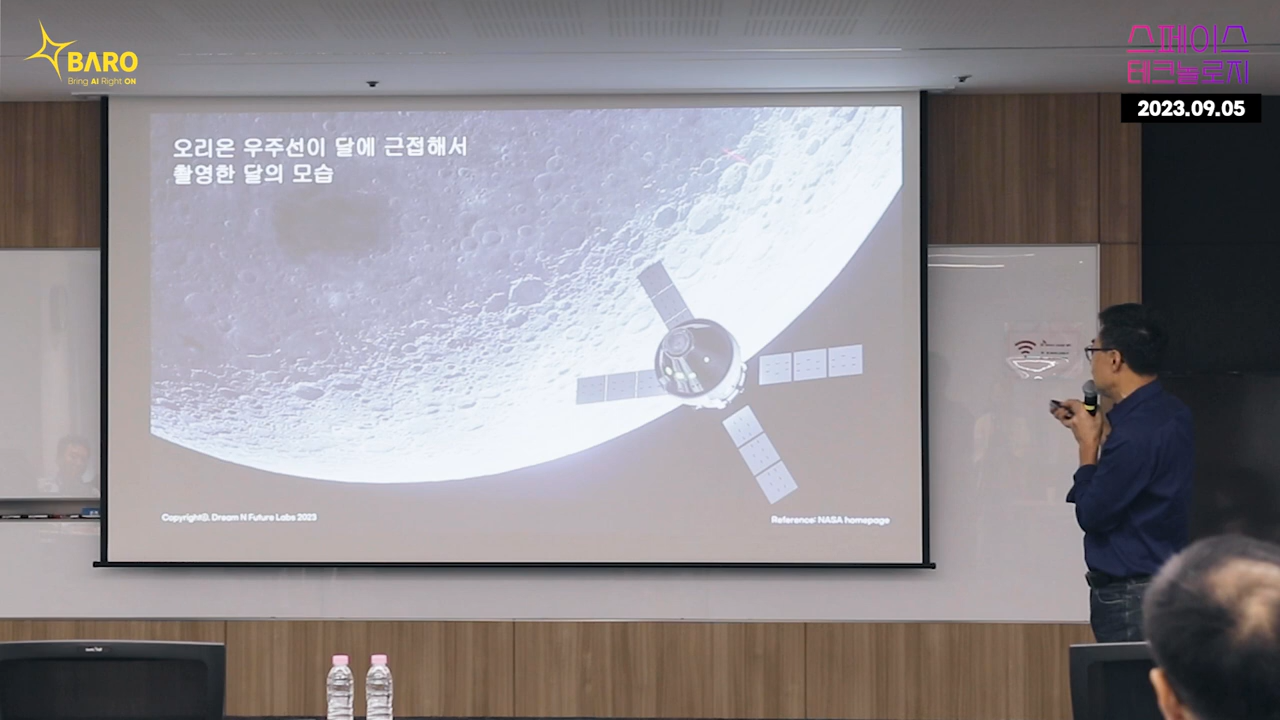 BARO
Bring AI Right ON
스페이스
테크놀로지
2023.09.05
오리온 우주선이 달에 근접해서
촬영한 달의 모습
Copyright©. Dream N Future Labs 2023
Reference: NASA homepage